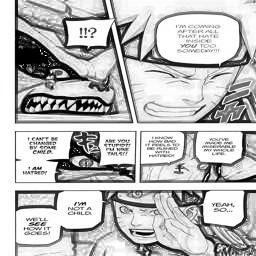 I'M COMING
AFTER ALL
THAT HATE
INSIDE
YOU TOO
SOMEDAY!!!
!!?
YOU'VE
MADE ME
MISERABLE
MY WHOLE
LIFE.
I KNOW
HOW BAD
IT FEELS TO
BE FILLED
WITH
HATRED!
ARE YOU
STUPID?!
I'M NINE
TAILS!!
I CAN'T BE
CHANGED
BY SOME
CHILD.
I AM
HATRED!
YEAH,
SO...
I'M
NOT A
CHILD.
WE'LL
SEE
HOW IT
GOES!